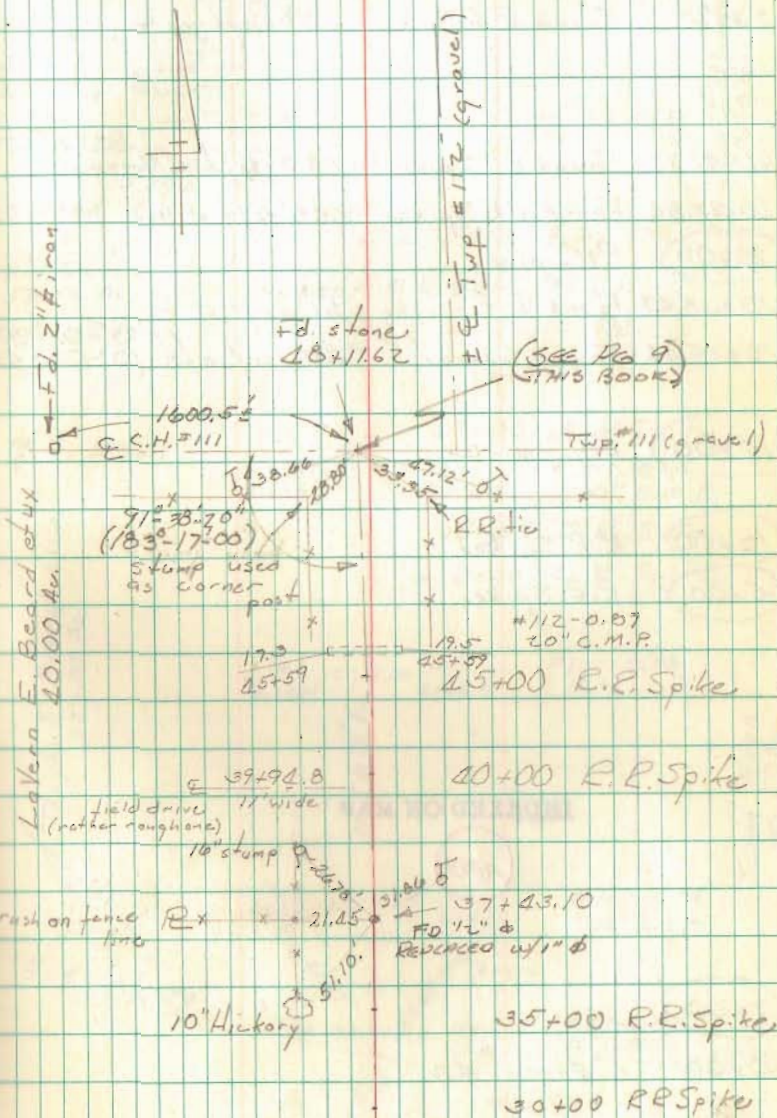 ± ℄ Twp #112 (gravel)
Fd. 2" iron
Fd. stone
48+11.62
(SEE PG 9
THIS BOOK)
1600.5±
℄ C.H. #111
Twp. #111 (gravel)
38.66
28.80
47.12'
33.95
R.R. tie
91°-38'-20"
(183°-17'-00)
stump used
as corner
post
LaVern E. Beard et ux
40.00 Ac.
#112-0.87
20" C.M.P.
17.3
45+59
19.5
45+59
45+00 R.R. Spike
℄ 39+94.8
40+00 R.R. Spike
field drive
11' wide
(rather rough one)
16" stump
26.78'
31.86
37+43.10
FD 1/2" ϕ
REPLACED W/1" ϕ
rush on fence
line
21.45
51.10'
10" Hickory
35+00 R.R. Spike
30+00 R.R. Spike